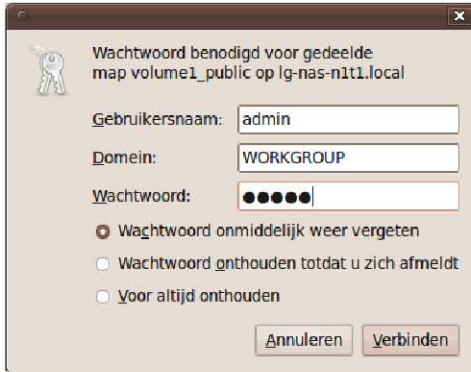 Wachtwoord benodigd voor gedeelde
map volume1_public op lg-nas-n1t1.local
Gebruikersnaam: admin
Domein: WORKGROUP
Wachtwoord: ●●●●●
Wachtwoord onmiddelijk weer vergeten
Wachtwoord onthouden totdat u zich afmeldt
Voor altijd onthouden
Annuleren Verbinden